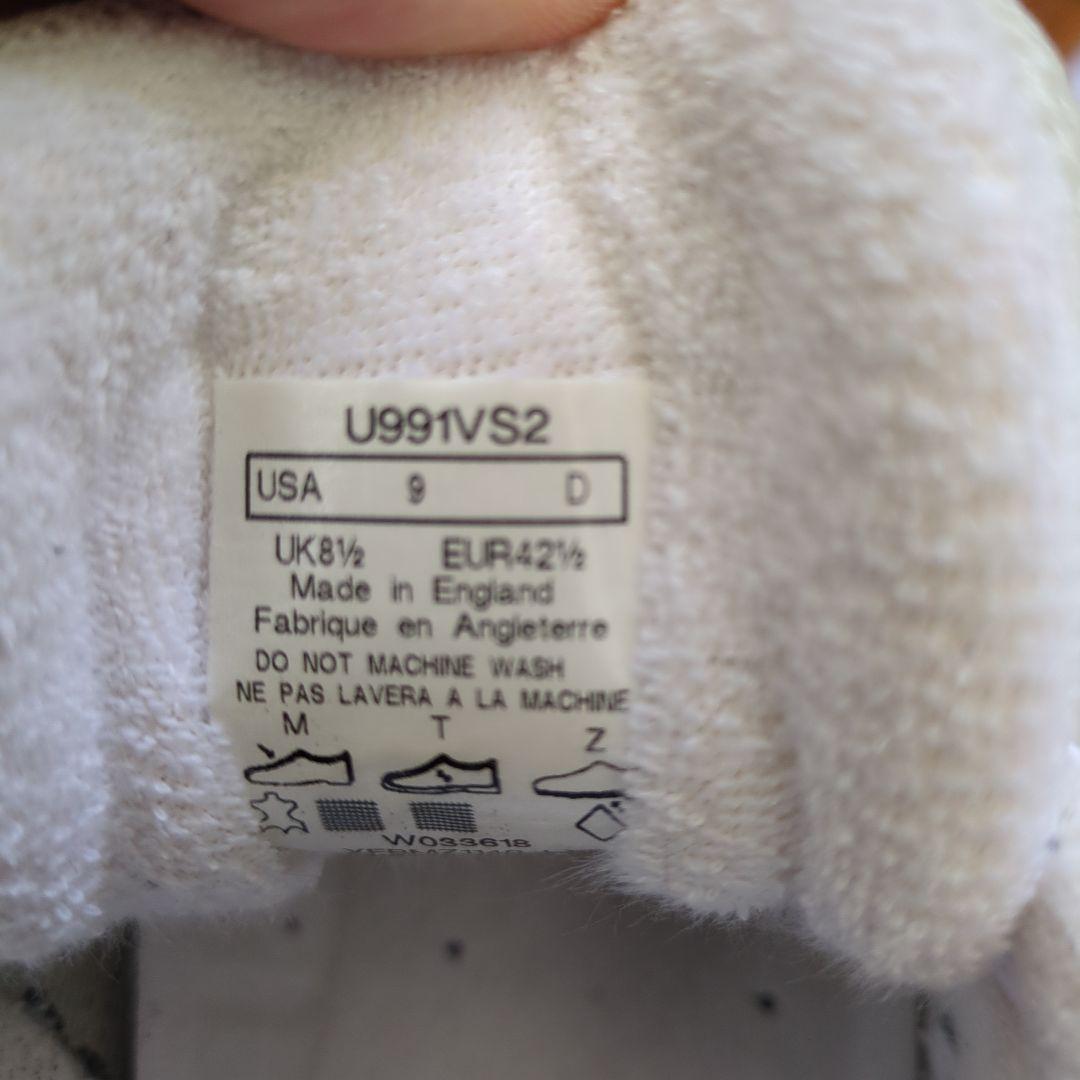 U991VS2
USA 9 D
UK8½ EUR42½
Made in England
Fabrique en Angleterre
DO NOT MACHINE WASH
NE PAS LAVERA A LA MACHINE
M T Z
W033618